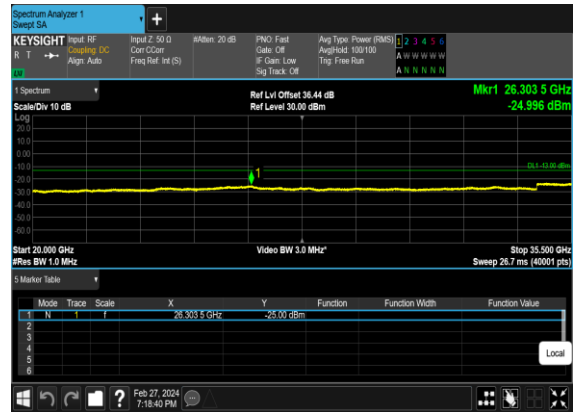 Spectrum Analyzer 1
Swept SA
+
KEYSIGHT Input: RF Input Z: 50 Ω #Atten: 20 dB PNO: Fast Avg Type: Power (RMS) 1 2 3 4 5 6
R T Coupling: DC Corr CCorr Gate: Off Avg|Hold: 100/100 A W W W W W
Align: Auto Freq Ref: Int (S) IF Gain: Low Trig: Free Run
LXI Sig Track: Off A N N N N N
1 Spectrum Ref Lvl Offset 36.44 dB Mkr1 26.303 5 GHz
Scale/Div 10 dB Ref Level 30.00 dBm -24.996 dBm
Log
20.0
10.0
0.00
-10.0 DL1 -13.00 dBm
1
-20.0
-30.0
-40.0
-50.0
-60.0
Start 20.000 GHz Video BW 3.0 MHz* Stop 35.500 GHz
#Res BW 1.0 MHz Sweep 26.7 ms (40001 pts)
5 Marker Table
Mode Trace Scale X Y Function Function Width Function Value
1 N 1 f 26.303 5 GHz -25.00 dBm
2
3
4
5
6
Local
? Feb 27, 2024
7:18:40 PM